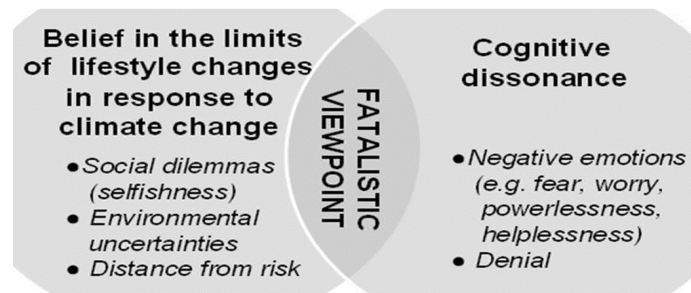 Belief in the limits
of lifestyle changes
in response to
climate change
● Social dilemmas
(selfishness)
● Environmental
uncertainties
● Distance from risk
FATALISTIC
VIEWPOINT
Cognitive
dissonance
● Negative emotions
(e.g. fear, worry,
powerlessness,
helplessness)
● Denial